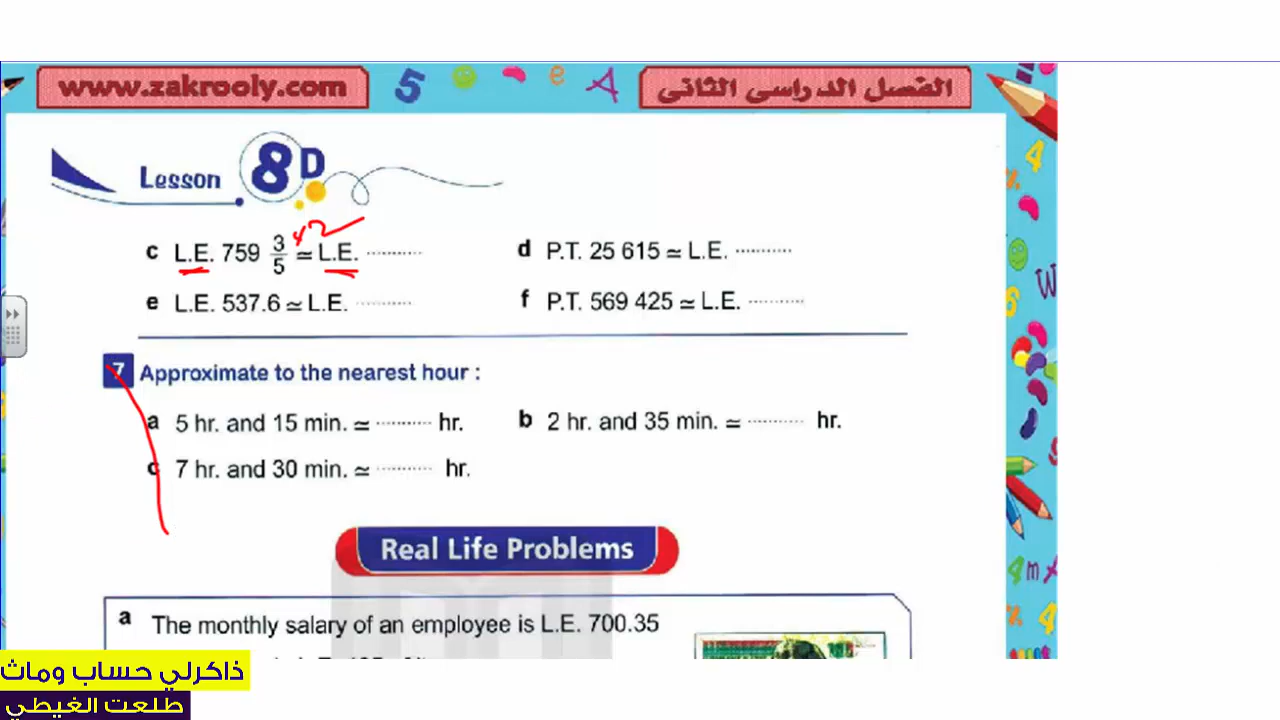 www.zakrooly.com
الفصل الدراسى الثانى
Lesson 8D
c L.E. 759 3/5 ≃ L.E. ..........
d P.T. 25 615 ≃ L.E. ..........
e L.E. 537.6 ≃ L.E. ..........
f P.T. 569 425 ≃ L.E. ..........
7 Approximate to the nearest hour :
a 5 hr. and 15 min. ≃ .......... hr.
b 2 hr. and 35 min. ≃ .......... hr.
c 7 hr. and 30 min. ≃ .......... hr.
Real Life Problems
a The monthly salary of an employee is L.E. 700.35
ذاكرلي حساب وماث
طلعت الغيطي